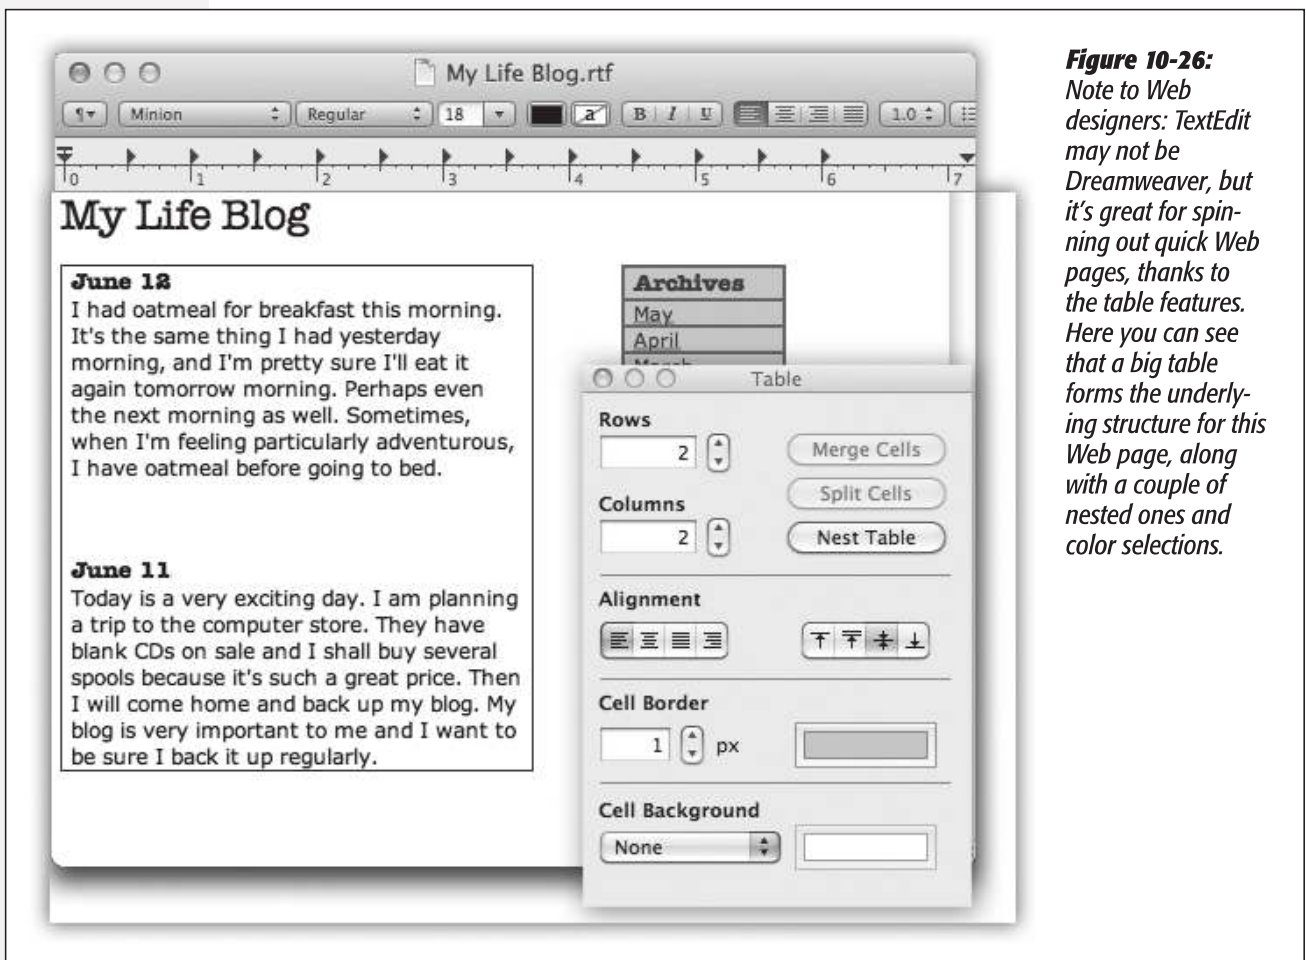 My Life Blog.rtf
¶ Minion Regular 18 a B I U 1.0
0 1 2 3 4 5 6 7
My Life Blog
June 12
I had oatmeal for breakfast this morning.
It's the same thing I had yesterday
morning, and I'm pretty sure I'll eat it
again tomorrow morning. Perhaps even
the next morning as well. Sometimes,
when I'm feeling particularly adventurous,
I have oatmeal before going to bed.
June 11
Today is a very exciting day. I am planning
a trip to the computer store. They have
blank CDs on sale and I shall buy several
spools because it's such a great price. Then
I will come home and back up my blog. My
blog is very important to me and I want to
be sure I back it up regularly.
Archives
May
April
March
Table
Rows
2
Merge Cells
Split Cells
Columns
2
Nest Table
Alignment
Cell Border
1 px
Cell Background
None
Figure 10-26:
Note to Web
designers: TextEdit
may not be
Dreamweaver, but
it's great for spin-
ning out quick Web
pages, thanks to
the table features.
Here you can see
that a big table
forms the underly-
ing structure for this
Web page, along
with a couple of
nested ones and
color selections.